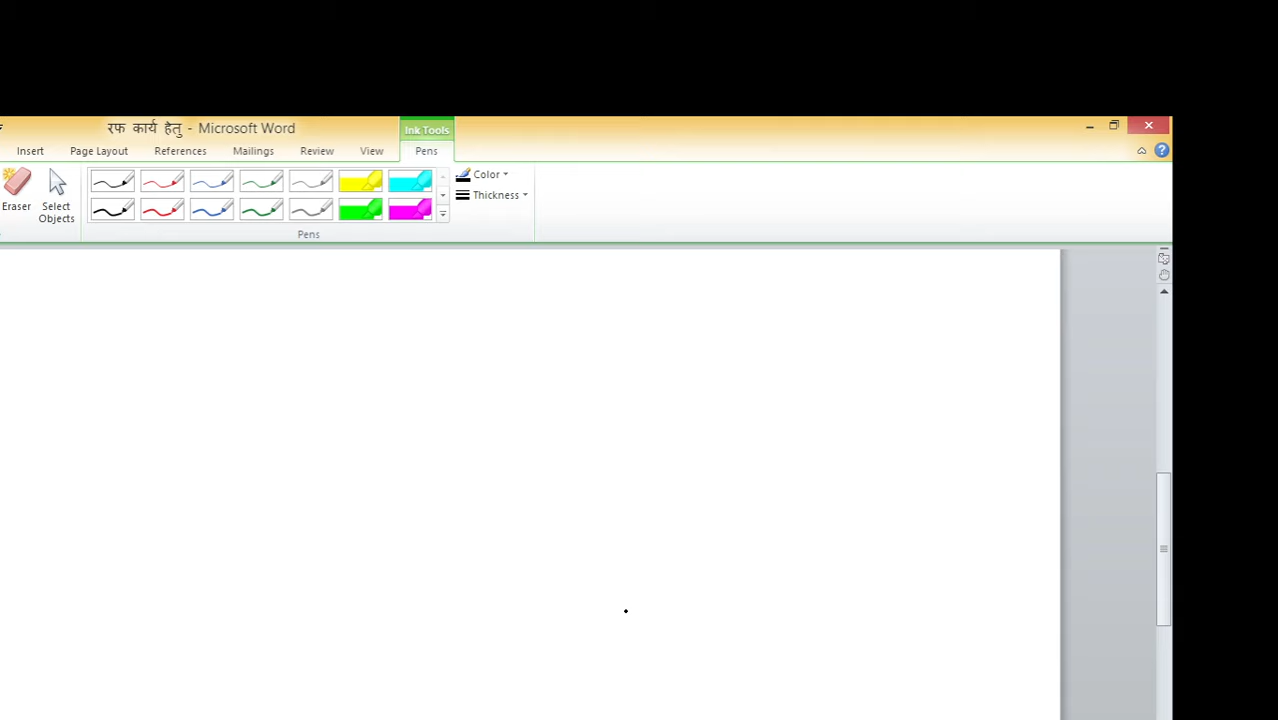 रफ कार्य हेतु - Microsoft Word
Ink Tools
Insert Page Layout References Mailings Review View Pens
Eraser
Select Objects
Color
Thickness
Pens